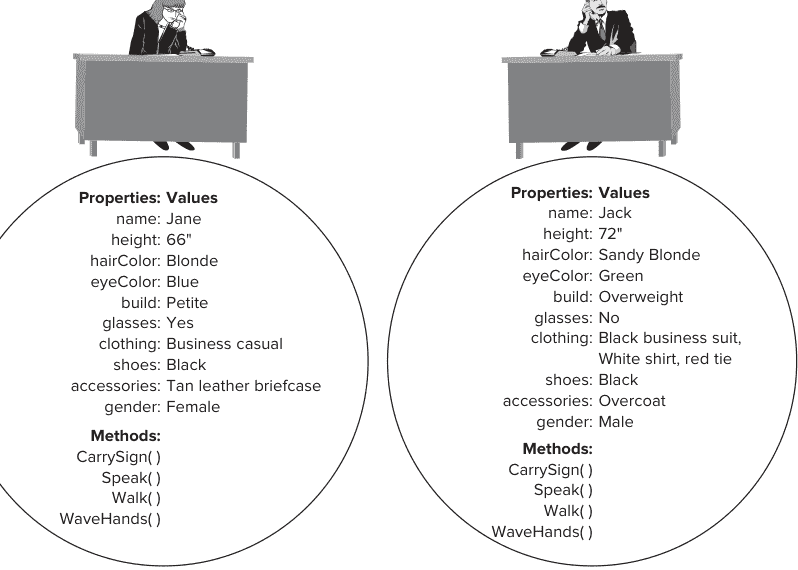 Properties: Values
name: Jane
height: 66"
hairColor: Blonde
eyeColor: Blue
build: Petite
glasses: Yes
clothing: Business casual
shoes: Black
accessories: Tan leather briefcase
gender: Female
Methods:
CarrySign( )
Speak( )
Walk( )
WaveHands( )
Properties: Values
name: Jack
height: 72"
hairColor: Sandy Blonde
eyeColor: Green
build: Overweight
glasses: No
clothing: Black business suit,
White shirt, red tie
shoes: Black
accessories: Overcoat
gender: Male
Methods:
CarrySign( )
Speak( )
Walk( )
WaveHands( )